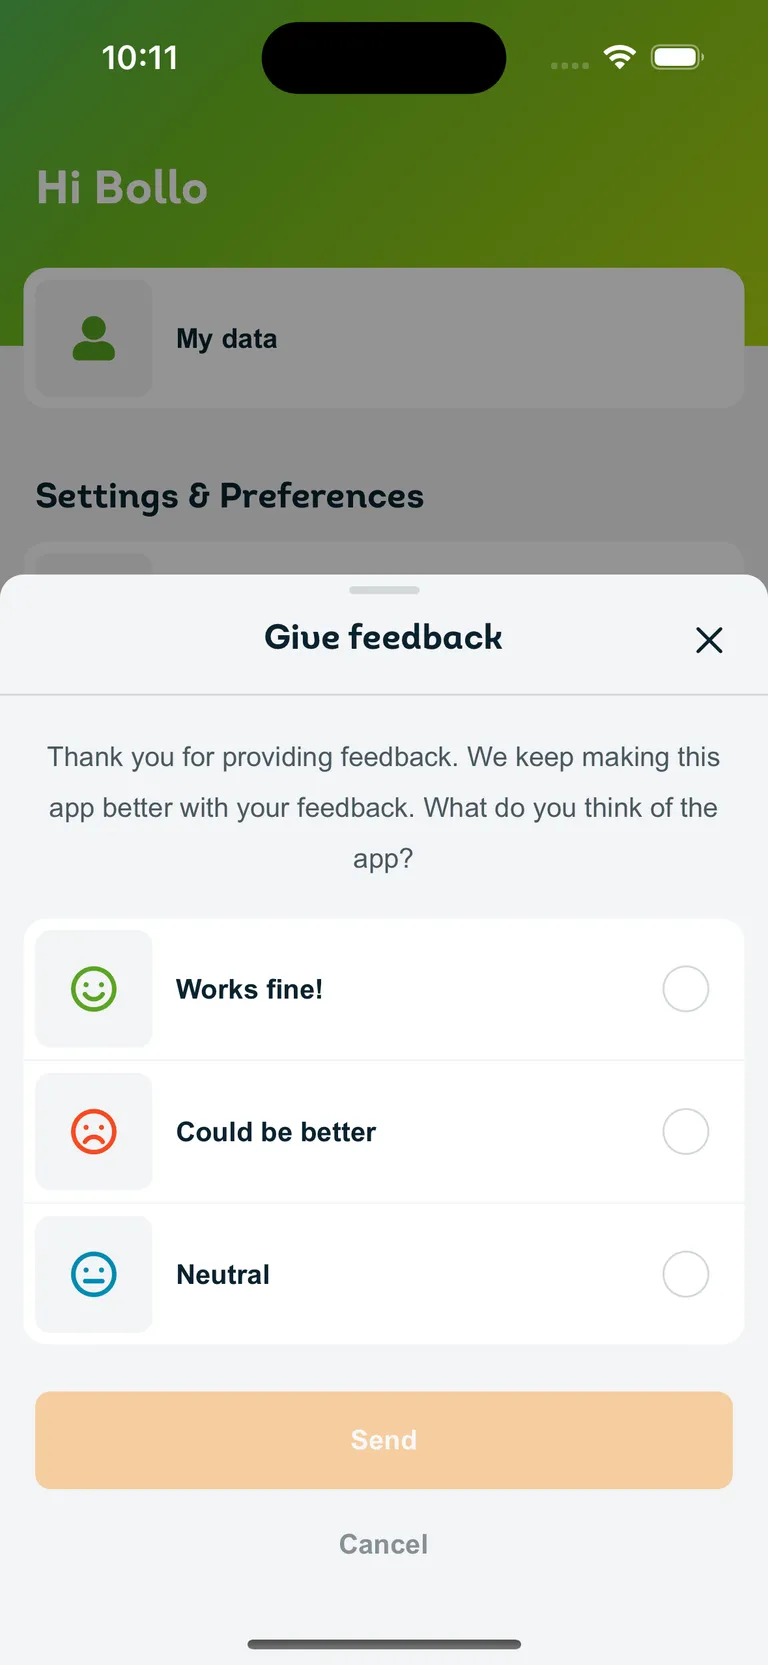 10:11
Hi Bollo
My data
Settings & Preferences
Give feedback
Thank you for providing feedback. We keep making this
app better with your feedback. What do you think of the
app?
Works fine!
Could be better
Neutral
Send
Cancel